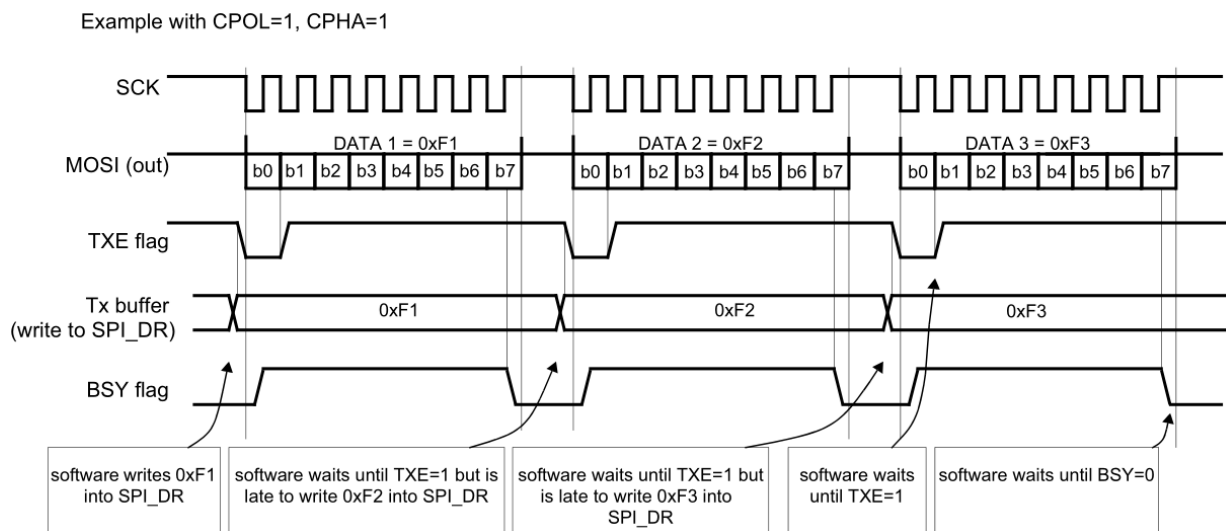 Example with CPOL=1, CPHA=1
SCK
DATA 1 = 0xF1
DATA 2 = 0xF2
DATA 3 = 0xF3
MOSI (out)
b0 b1 b2 b3 b4 b5 b6 b7
b0 b1 b2 b3 b4 b5 b6 b7
b0 b1 b2 b3 b4 b5 b6 b7
TXE flag
Tx buffer
(write to SPI_DR)
0xF1
0xF2
0xF3
BSY flag
software writes 0xF1
into SPI_DR
software waits until TXE=1 but is
late to write 0xF2 into SPI_DR
software waits until TXE=1 but
is late to write 0xF3 into
SPI_DR
software waits
until TXE=1
software waits until BSY=0